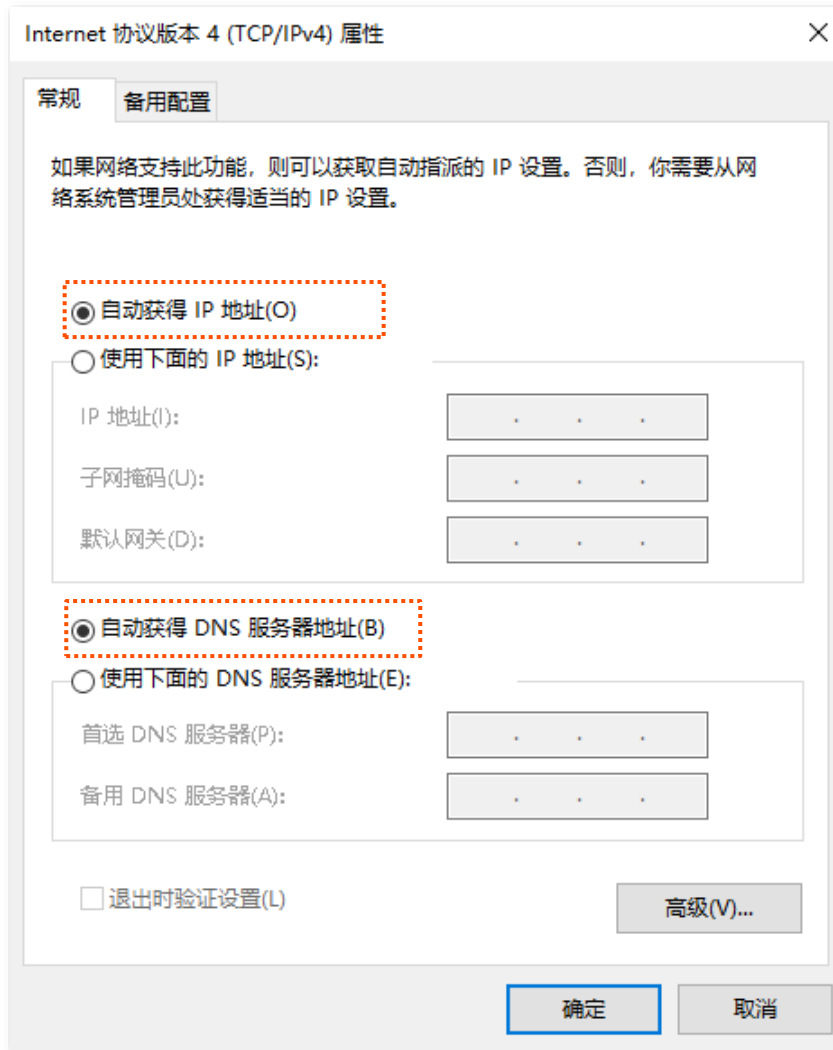 Internet 协议版本 4 (TCP/IPv4) 属性
常规
备用配置
如果网络支持此功能，则可以获取自动指派的 IP 设置。否则，你需要从网
络系统管理员处获得适当的 IP 设置。
自动获得 IP 地址(O)
使用下面的 IP 地址(S):
IP 地址(I):
子网掩码(U):
默认网关(D):
自动获得 DNS 服务器地址(B)
使用下面的 DNS 服务器地址(E):
首选 DNS 服务器(P):
备用 DNS 服务器(A):
退出时验证设置(L)
高级(V)...
确定
取消